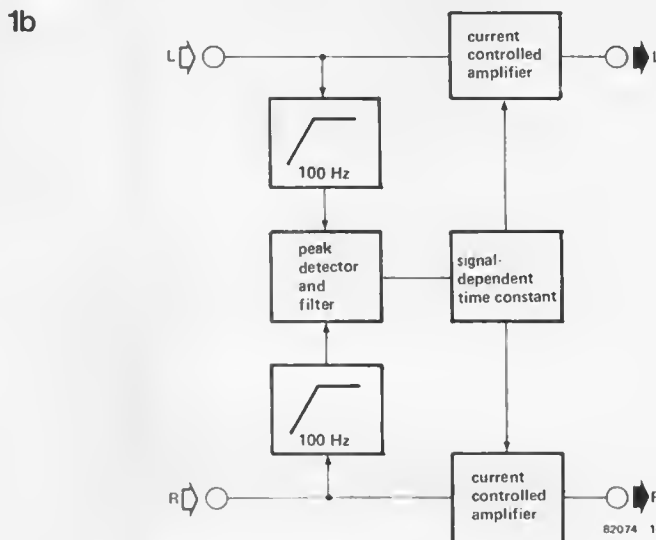 1b
L
current
controlled
amplifier
L
100 Hz
peak
detector
and
filter
signal-
dependent
time constant
100 Hz
R
current
controlled
amplifier
R
82074 1